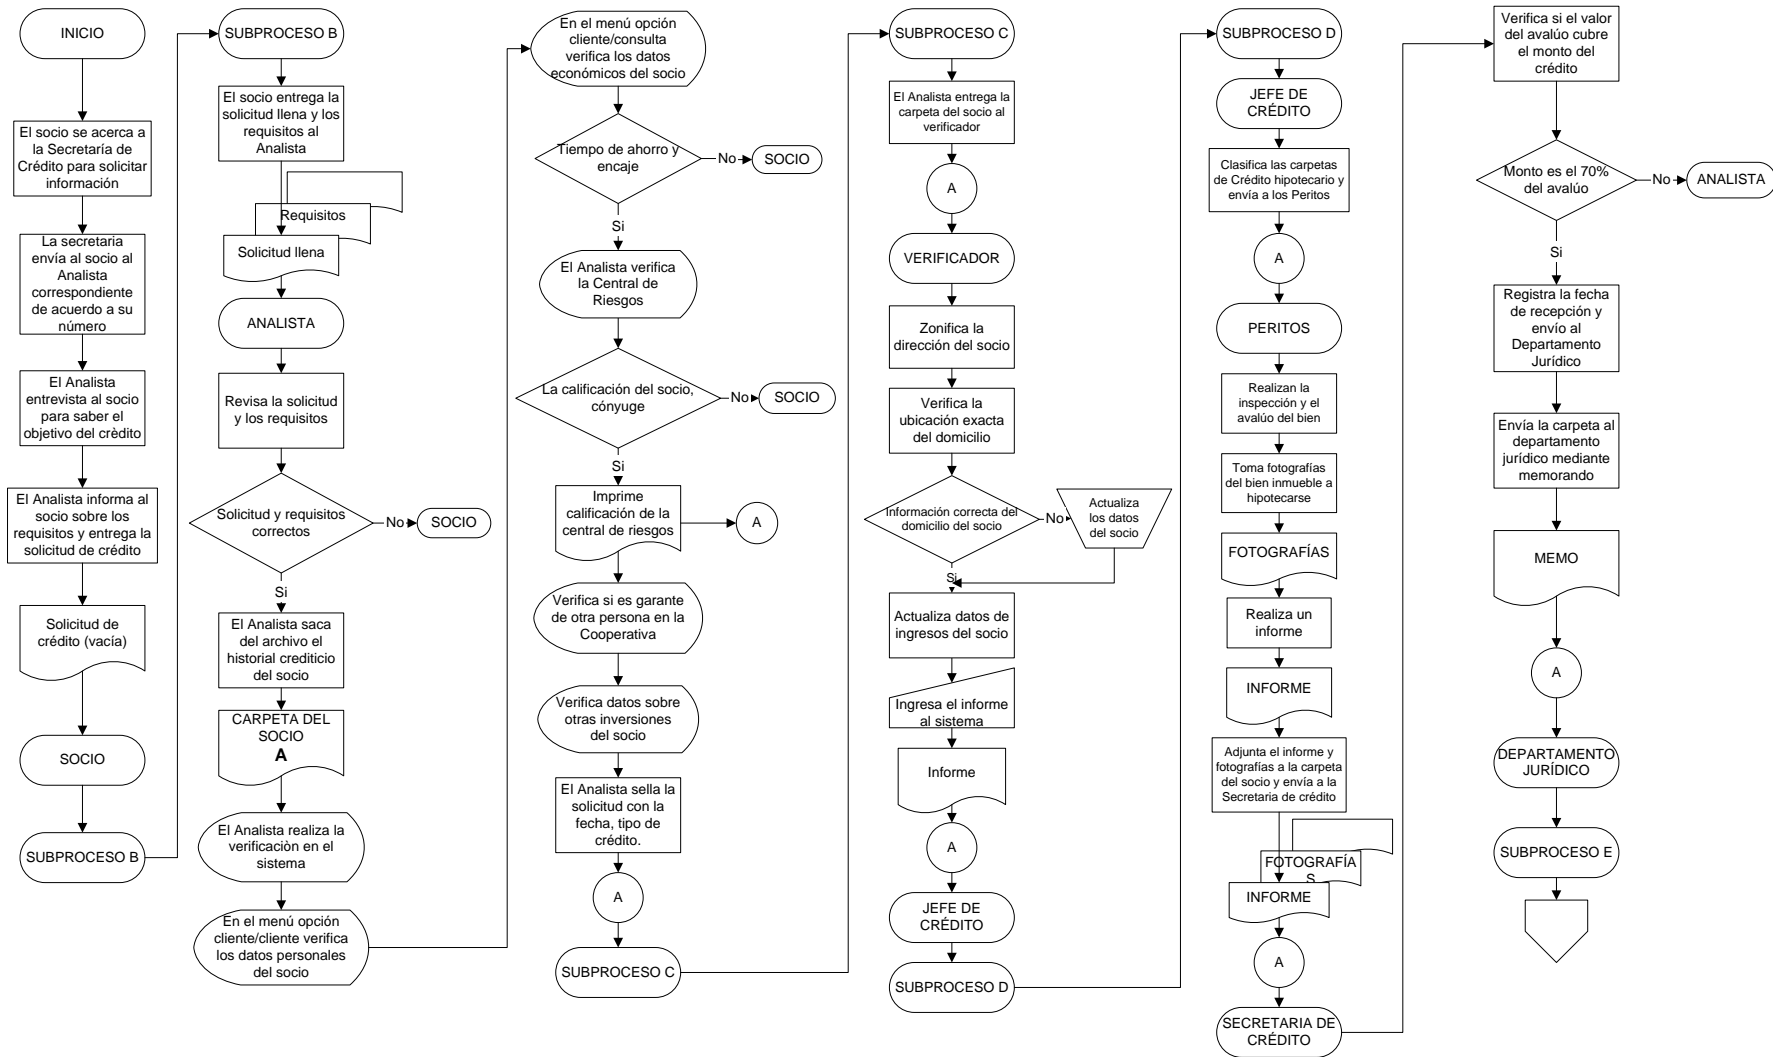 INICIO
El socio se acerca a
la Secretaría de
Crédito para solicitar
información
La secretaria
envía al socio al
Analista
correspondiente
de acuerdo a su
número
El Analista
entrevista al socio
para saber el
objetivo del crèdito
El Analista informa al
socio sobre los
requisitos y entrega la
solicitud de crédito
Solicitud de
crédito (vacía)
SOCIO
SUBPROCESO B
SUBPROCESO B
El socio entrega la
solicitud llena y los
requisitos al
Analista
Requisitos
Solicitud llena
ANALISTA
Revisa la solicitud
y los requisitos
Solicitud y requisitos
correctos
No
SOCIO
Si
El Analista saca
del archivo el
historial crediticio
del socio
CARPETA DEL
SOCIO
A
El Analista realiza la
verificaciòn en el
sistema
En el menú opción
cliente/cliente verifica
los datos personales
del socio
En el menú opción
cliente/consulta
verifica los datos
económicos del socio
Tiempo de ahorro y
encaje
No
SOCIO
Si
El Analista verifica
la Central de
Riesgos
La calificación del socio,
cónyuge
No
SOCIO
Si
Imprime
calificación de la
central de riesgos
A
Verifica si es garante
de otra persona en la
Cooperativa
Verifica datos sobre
otras inversiones
del socio
El Analista sella la
solicitud con la
fecha, tipo de
crédito.
A
SUBPROCESO C
SUBPROCESO C
El Analista entrega la
carpeta del socio al
verificador
A
VERIFICADOR
Zonifica la
dirección del socio
Verifica la
ubicación exacta
del domicilio
Información correcta del
domicilio del socio
No
Actualiza
los datos
del socio
Si
Actualiza datos de
ingresos del socio
Ingresa el informe
al sistema
Informe
A
JEFE DE
CRÉDITO
SUBPROCESO D
SUBPROCESO D
JEFE DE
CRÉDITO
Clasifica las carpetas
de Crédito hipotecario y
envía a los Peritos
A
PERITOS
Realizan la
inspección y el
avalúo del bien
Toma fotografías
del bien inmueble a
hipotecarse
FOTOGRAFÍAS
Realiza un
informe
INFORME
Adjunta el informe y
fotografías a la carpeta
del socio y envía a la
Secretaria de crédito
FOTOGRAFÍA
S
INFORME
A
SECRETARIA DE
CRÉDITO
Verifica si el valor
del avalúo cubre
el monto del
crédito
Monto es el 70%
del avalúo
No
ANALISTA
Si
Registra la fecha
de recepción y
envío al
Departamento
Jurídico
Envía la carpeta al
departamento
jurídico mediante
memorando
MEMO
A
DEPARTAMENTO
JURÍDICO
SUBPROCESO E